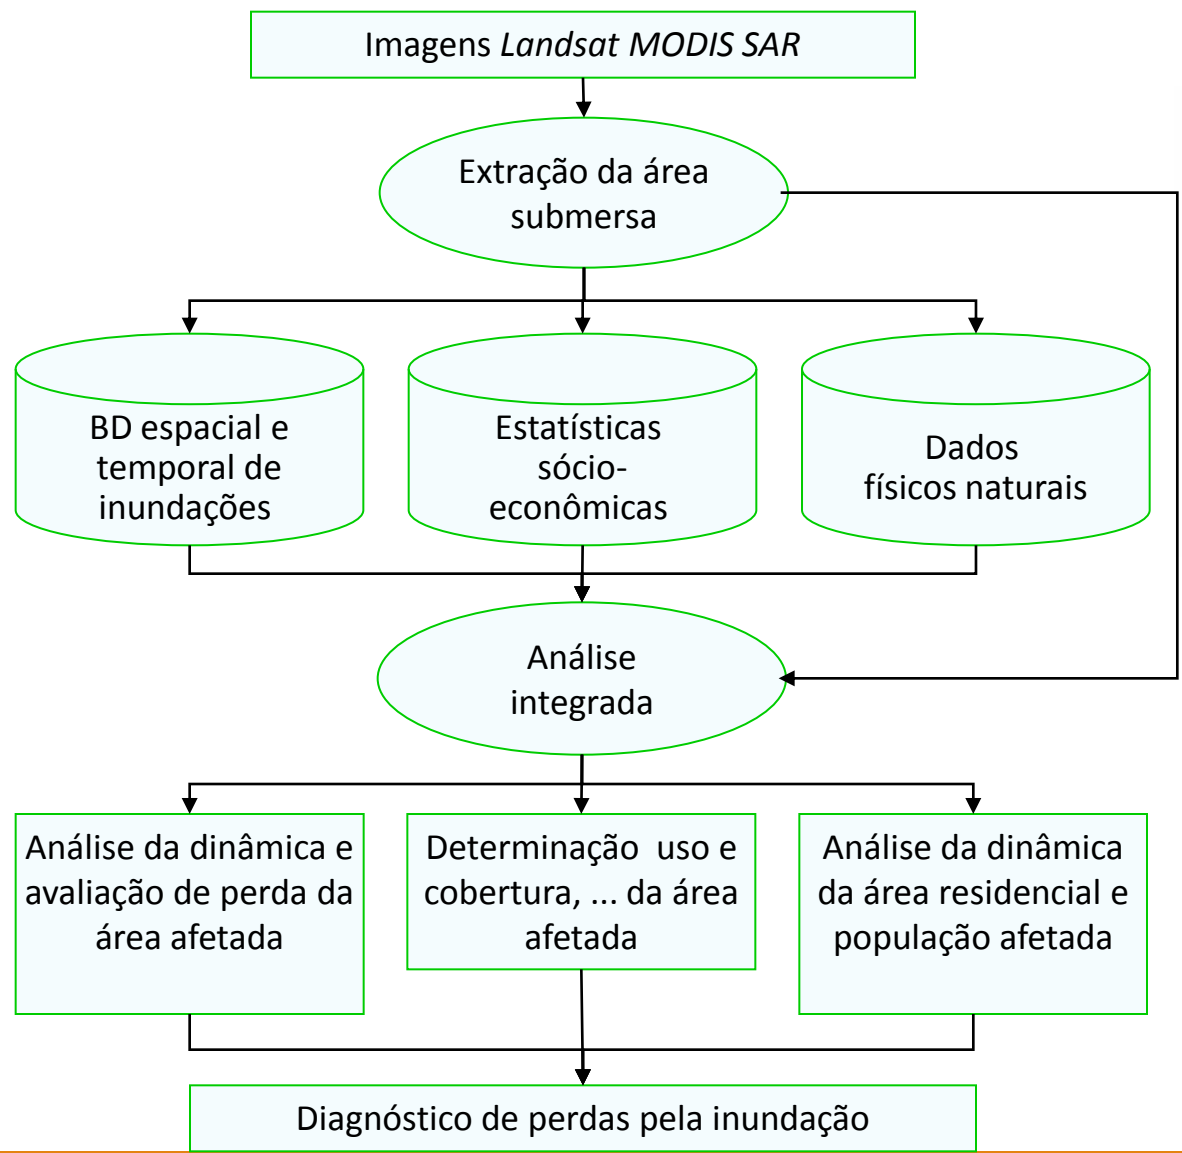 Imagens Landsat MODIS SAR
Extração da área
submersa
BD espacial e
temporal de
inundações
Estatísticas
sócio-
econômicas
Dados
físicos naturais
Análise
integrada
Análise da dinâmica e
avaliação de perda da
área afetada
Determinação uso e
cobertura, ... da área
afetada
Análise da dinâmica
da área residencial e
população afetada
Diagnóstico de perdas pela inundação